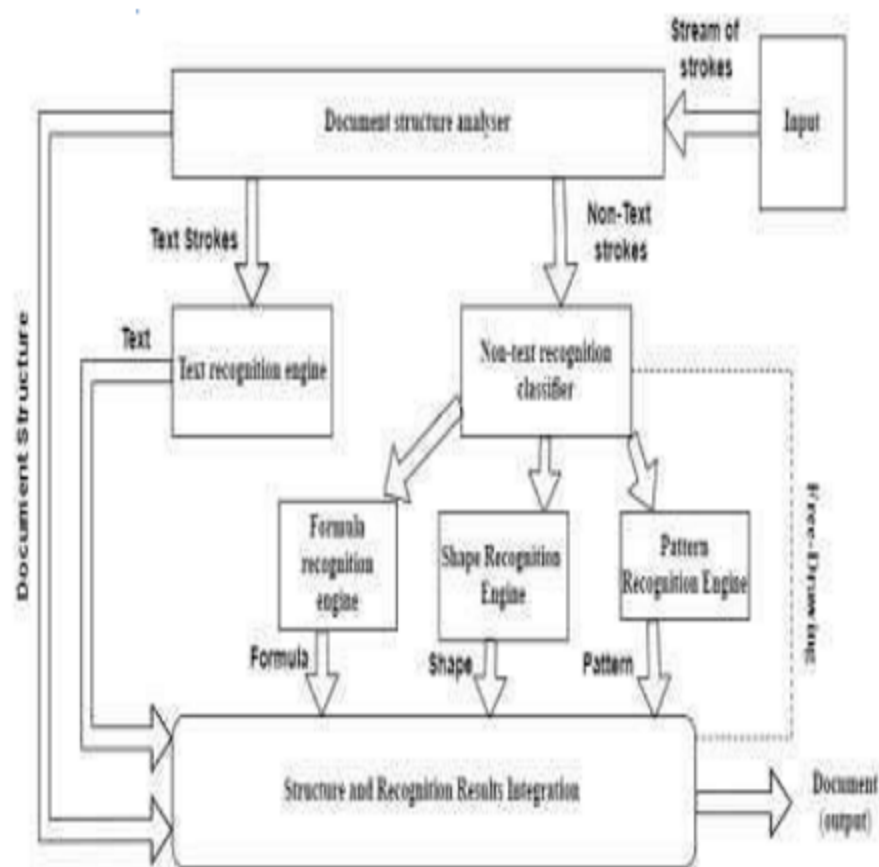 Stream of
strokes
Document structure analyser
Input
Text Strokes
Non-Text
strokes
Document Structure
Text
Text recognition engine
Non-text recognition
classifier
Free-Drawing
Formula
recognition
engine
Shape Recognition
Engine
Pattern
Recognition Engine
Formula
Shape
Pattern
Structure and Recognition Results Integration
Document
(output)